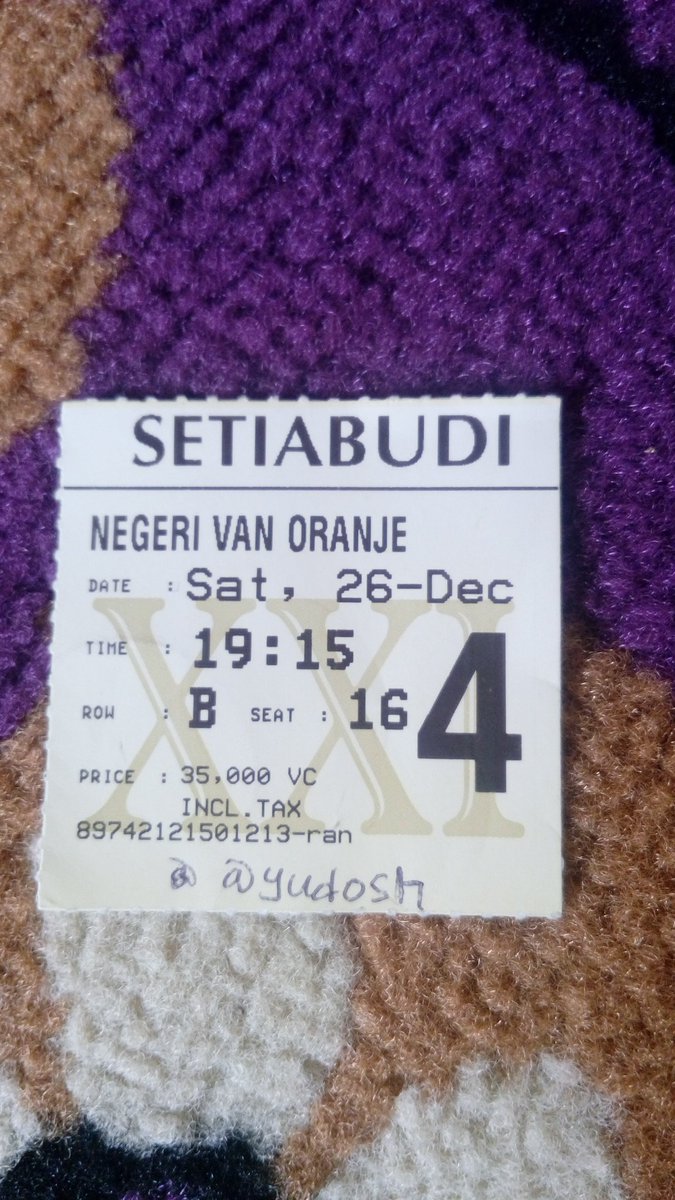 SETIABUDI
NEGERI VAN ORANJE
DATE : Sat, 26-Dec
TIME : 19:15
ROW : B SEAT : 16
4
PRICE : 35,000 VC
INCL.TAX
89742121501213-ran
@ @yudosh
XXI